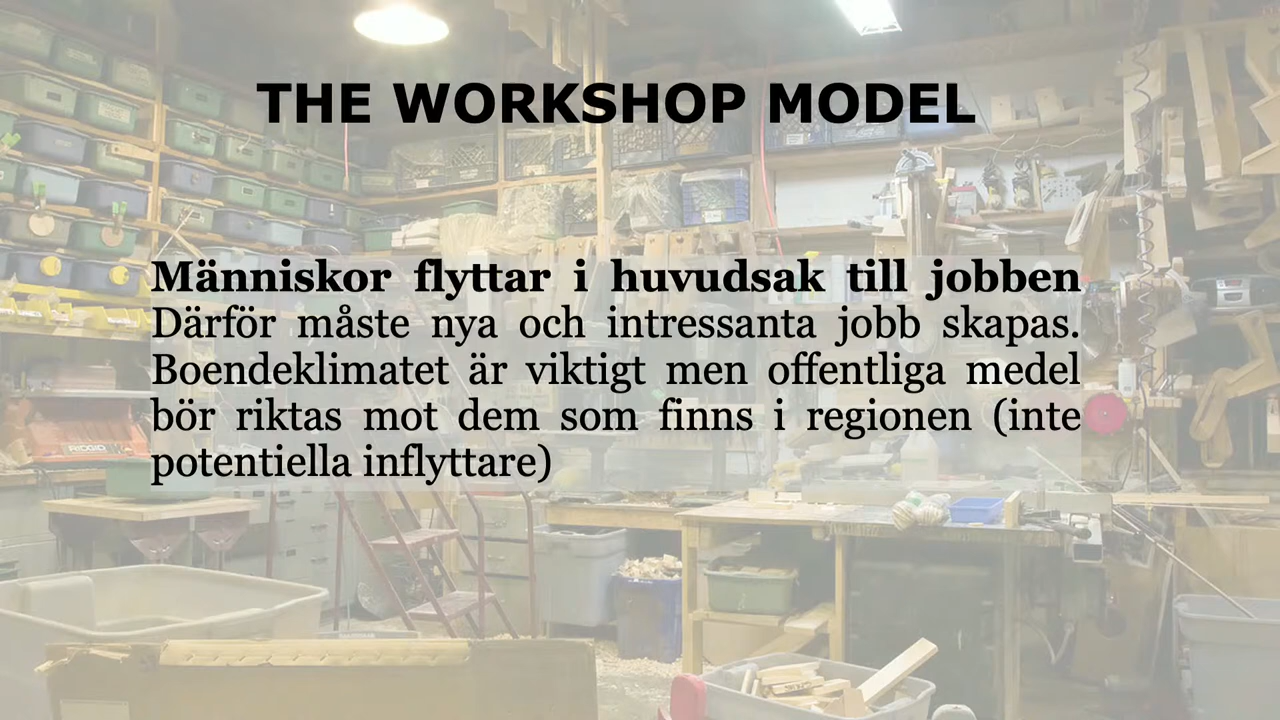 THE WORKSHOP MODEL
Människor flyttar i huvudsak till jobben
Därför måste nya och intressanta jobb skapas.
Boendeklimatet är viktigt men offentliga medel
bör riktas mot dem som finns i regionen (inte
potentiella inflyttare)
RIDGID